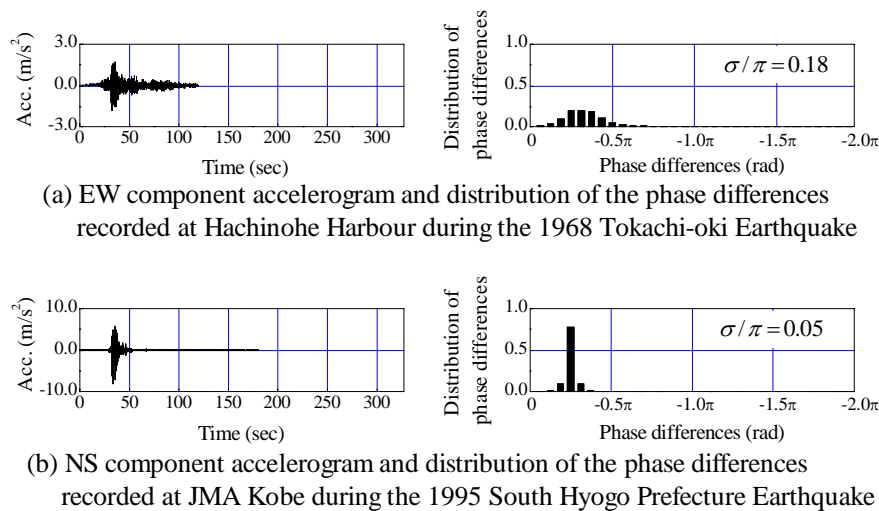 Acc. (m/s²)
3.0
0.0
-3.0
0 50 100 150 200 250 300
Time (sec)
Distribution of
phase differences
1.0
0.5
0.0
0 -0.5π -1.0π -1.5π -2.0π
Phase differences (rad)
σ/π=0.18
(a) EW component accelerogram and distribution of the phase differences
recorded at Hachinohe Harbour during the 1968 Tokachi-oki Earthquake
Acc. (m/s²)
10.0
0.0
-10.0
0 50 100 150 200 250 300
Time (sec)
Distribution of
phase differences
1.0
0.5
0.0
0 -0.5π -1.0π -1.5π -2.0π
Phase differences (rad)
σ/π=0.05
(b) NS component accelerogram and distribution of the phase differences
recorded at JMA Kobe during the 1995 South Hyogo Prefecture Earthquake